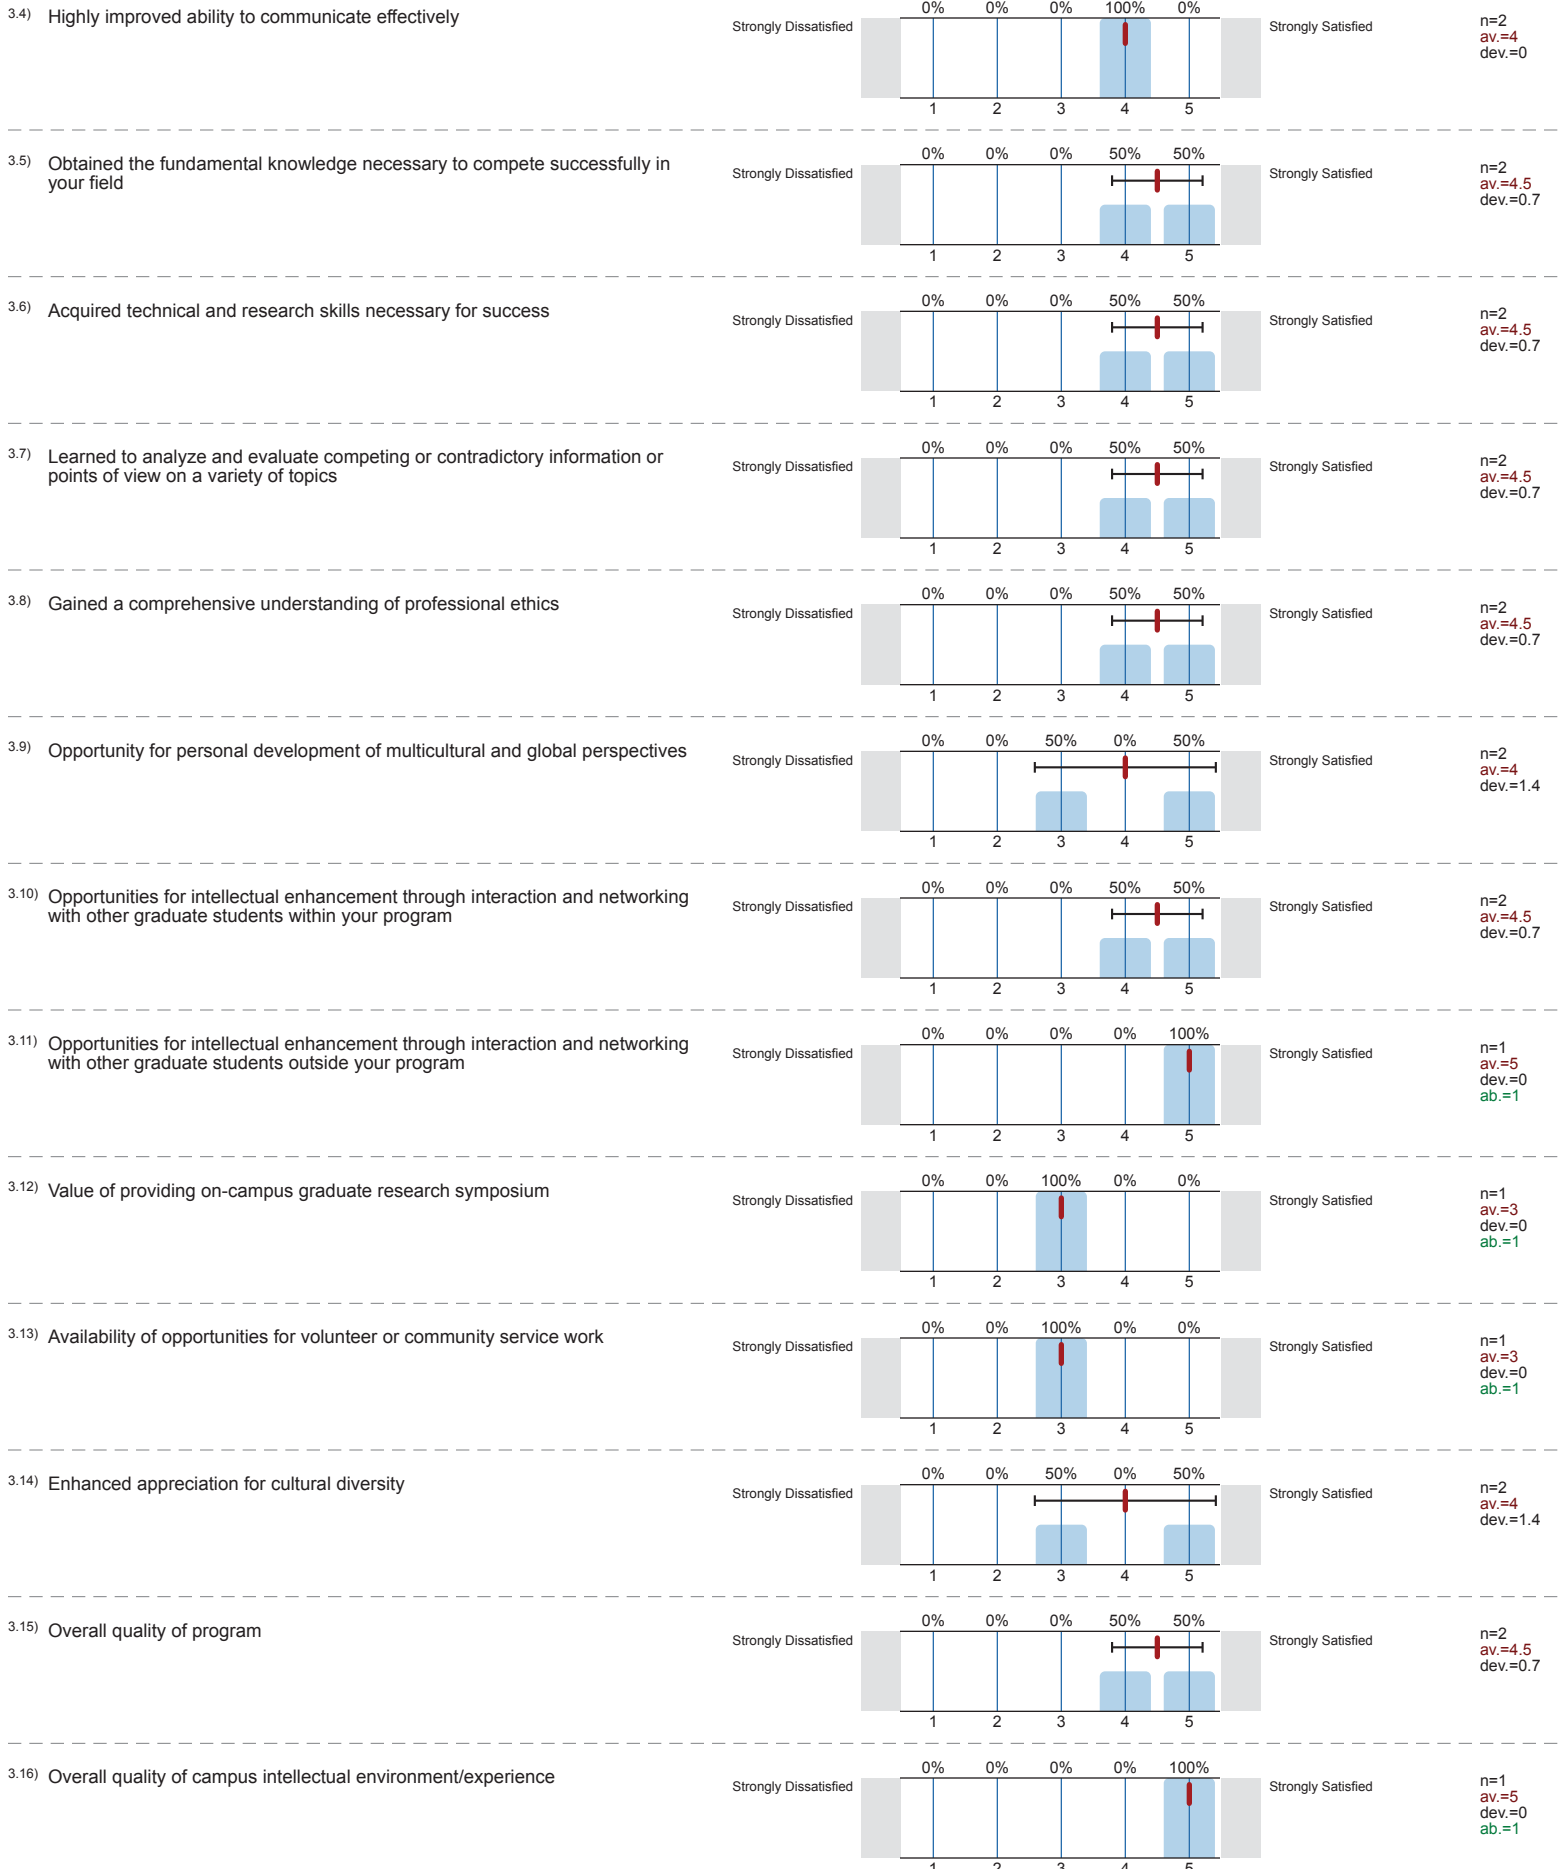 3.4) Highly improved ability to communicate effectively
Strongly Dissatisfied
0% 0% 0% 100% 0%
1 2 3 4 5
Strongly Satisfied
n=2
av.=4
dev.=0
3.5) Obtained the fundamental knowledge necessary to compete successfully in
your field
Strongly Dissatisfied
0% 0% 0% 50% 50%
1 2 3 4 5
Strongly Satisfied
n=2
av.=4.5
dev.=0.7
3.6) Acquired technical and research skills necessary for success
Strongly Dissatisfied
0% 0% 0% 50% 50%
1 2 3 4 5
Strongly Satisfied
n=2
av.=4.5
dev.=0.7
3.7) Learned to analyze and evaluate competing or contradictory information or
points of view on a variety of topics
Strongly Dissatisfied
0% 0% 0% 50% 50%
1 2 3 4 5
Strongly Satisfied
n=2
av.=4.5
dev.=0.7
3.8) Gained a comprehensive understanding of professional ethics
Strongly Dissatisfied
0% 0% 0% 50% 50%
1 2 3 4 5
Strongly Satisfied
n=2
av.=4.5
dev.=0.7
3.9) Opportunity for personal development of multicultural and global perspectives
Strongly Dissatisfied
0% 0% 50% 0% 50%
1 2 3 4 5
Strongly Satisfied
n=2
av.=4
dev.=1.4
3.10) Opportunities for intellectual enhancement through interaction and networking
with other graduate students within your program
Strongly Dissatisfied
0% 0% 0% 50% 50%
1 2 3 4 5
Strongly Satisfied
n=2
av.=4.5
dev.=0.7
3.11) Opportunities for intellectual enhancement through interaction and networking
with other graduate students outside your program
Strongly Dissatisfied
0% 0% 0% 0% 100%
1 2 3 4 5
Strongly Satisfied
n=1
av.=5
dev.=0
ab.=1
3.12) Value of providing on-campus graduate research symposium
Strongly Dissatisfied
0% 0% 100% 0% 0%
1 2 3 4 5
Strongly Satisfied
n=1
av.=3
dev.=0
ab.=1
3.13) Availability of opportunities for volunteer or community service work
Strongly Dissatisfied
0% 0% 100% 0% 0%
1 2 3 4 5
Strongly Satisfied
n=1
av.=3
dev.=0
ab.=1
3.14) Enhanced appreciation for cultural diversity
Strongly Dissatisfied
0% 0% 50% 0% 50%
1 2 3 4 5
Strongly Satisfied
n=2
av.=4
dev.=1.4
3.15) Overall quality of program
Strongly Dissatisfied
0% 0% 0% 50% 50%
1 2 3 4 5
Strongly Satisfied
n=2
av.=4.5
dev.=0.7
3.16) Overall quality of campus intellectual environment/experience
Strongly Dissatisfied
0% 0% 0% 0% 100%
1 2 3 4 5
Strongly Satisfied
n=1
av.=5
dev.=0
ab.=1